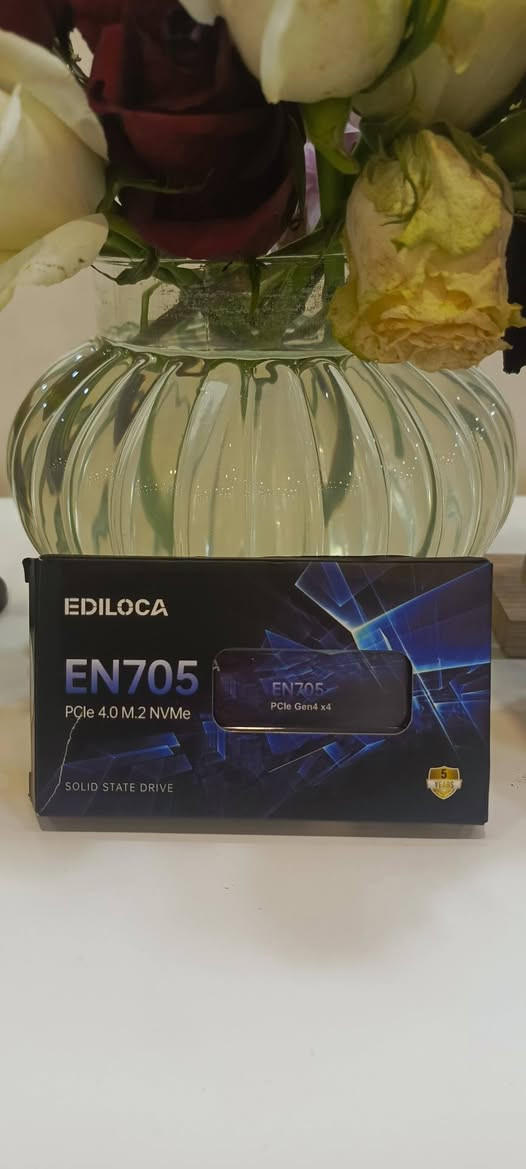 EDILOCA
EN705
PCIe 4.0 M.2 NVMe
EN705
PCIe Gen4 x4
SOLID STATE DRIVE
5
YEARS